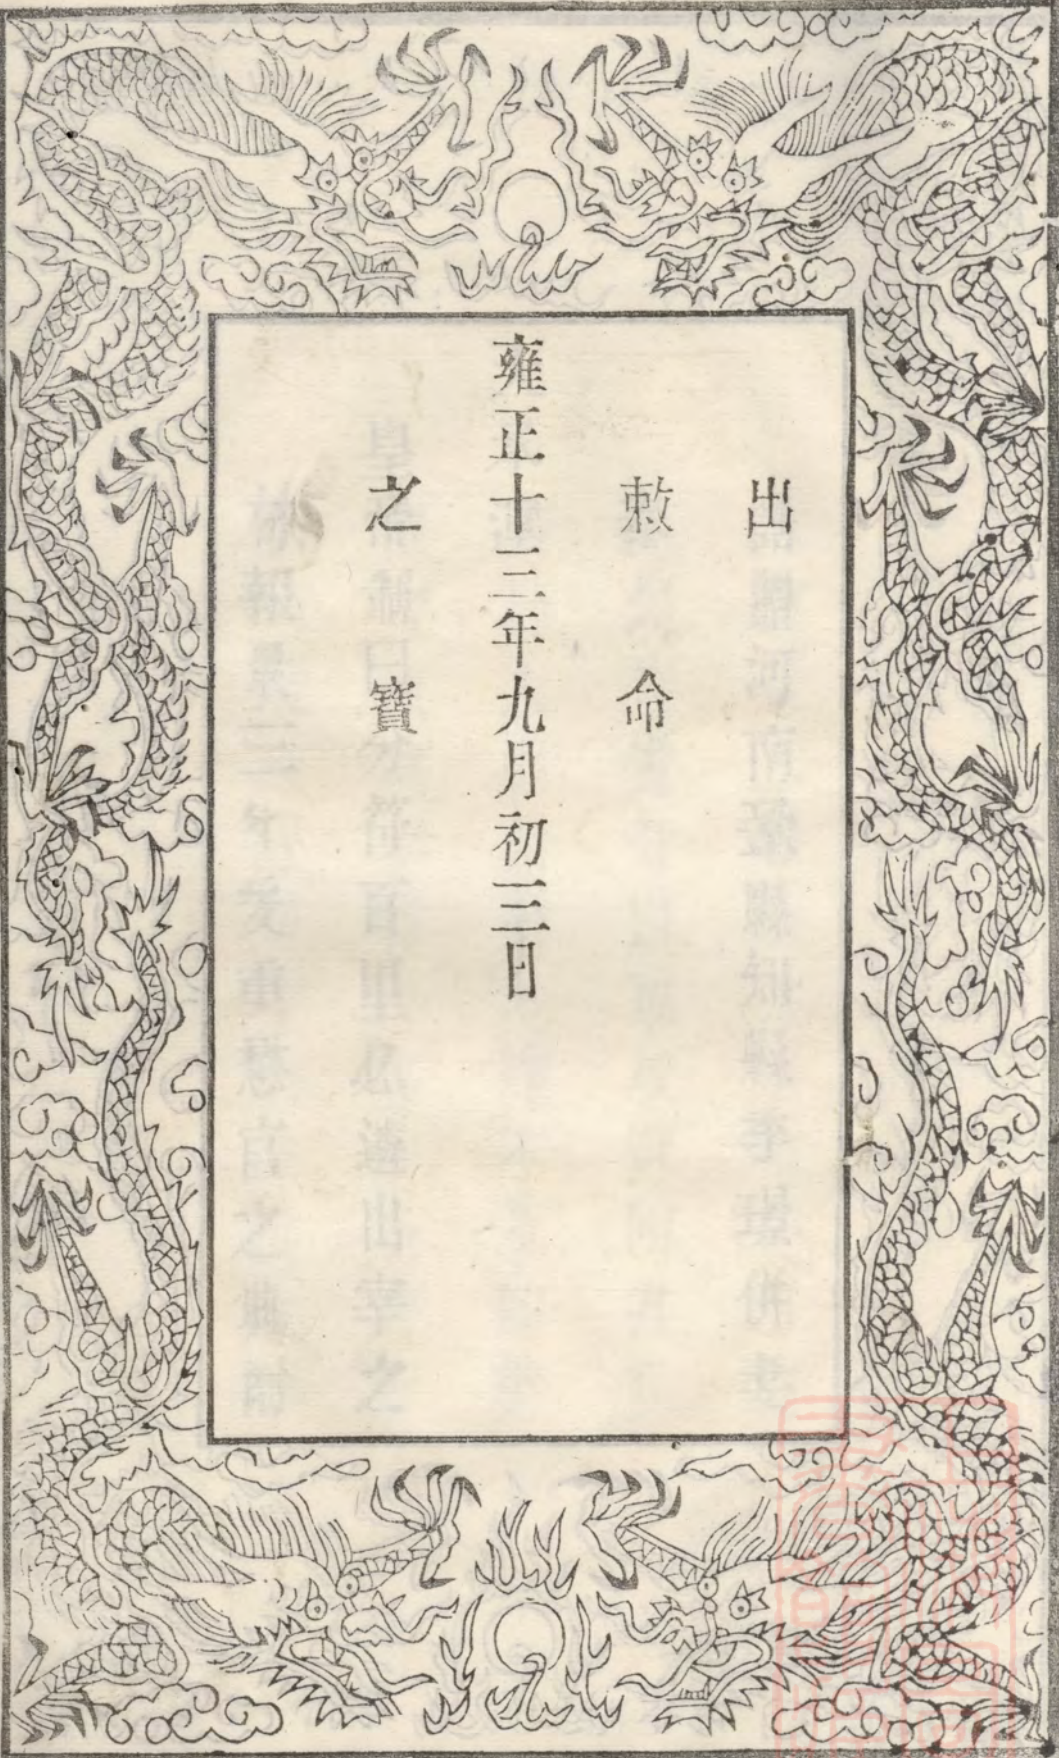 出
敕命
雍正十三年九月初三日
之寶